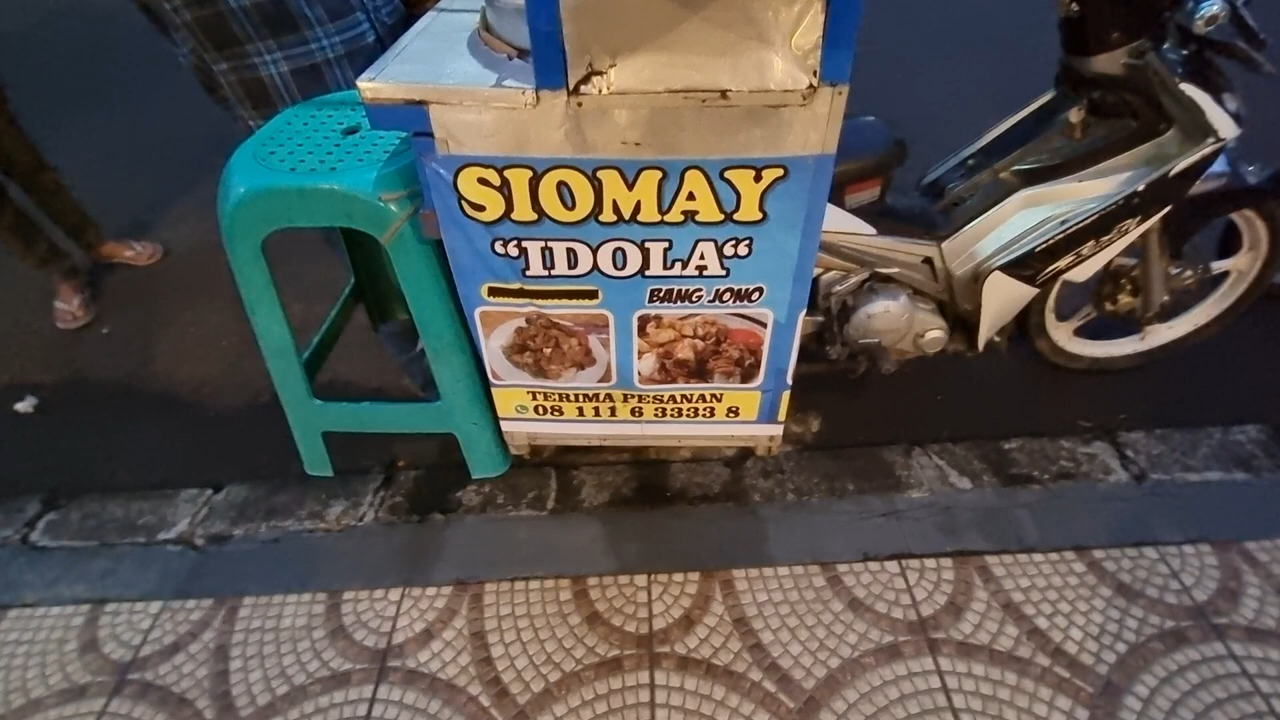 SIOMAY
“IDOLA“
BANG JONO
TERIMA PESANAN
08 111 6 3333 8